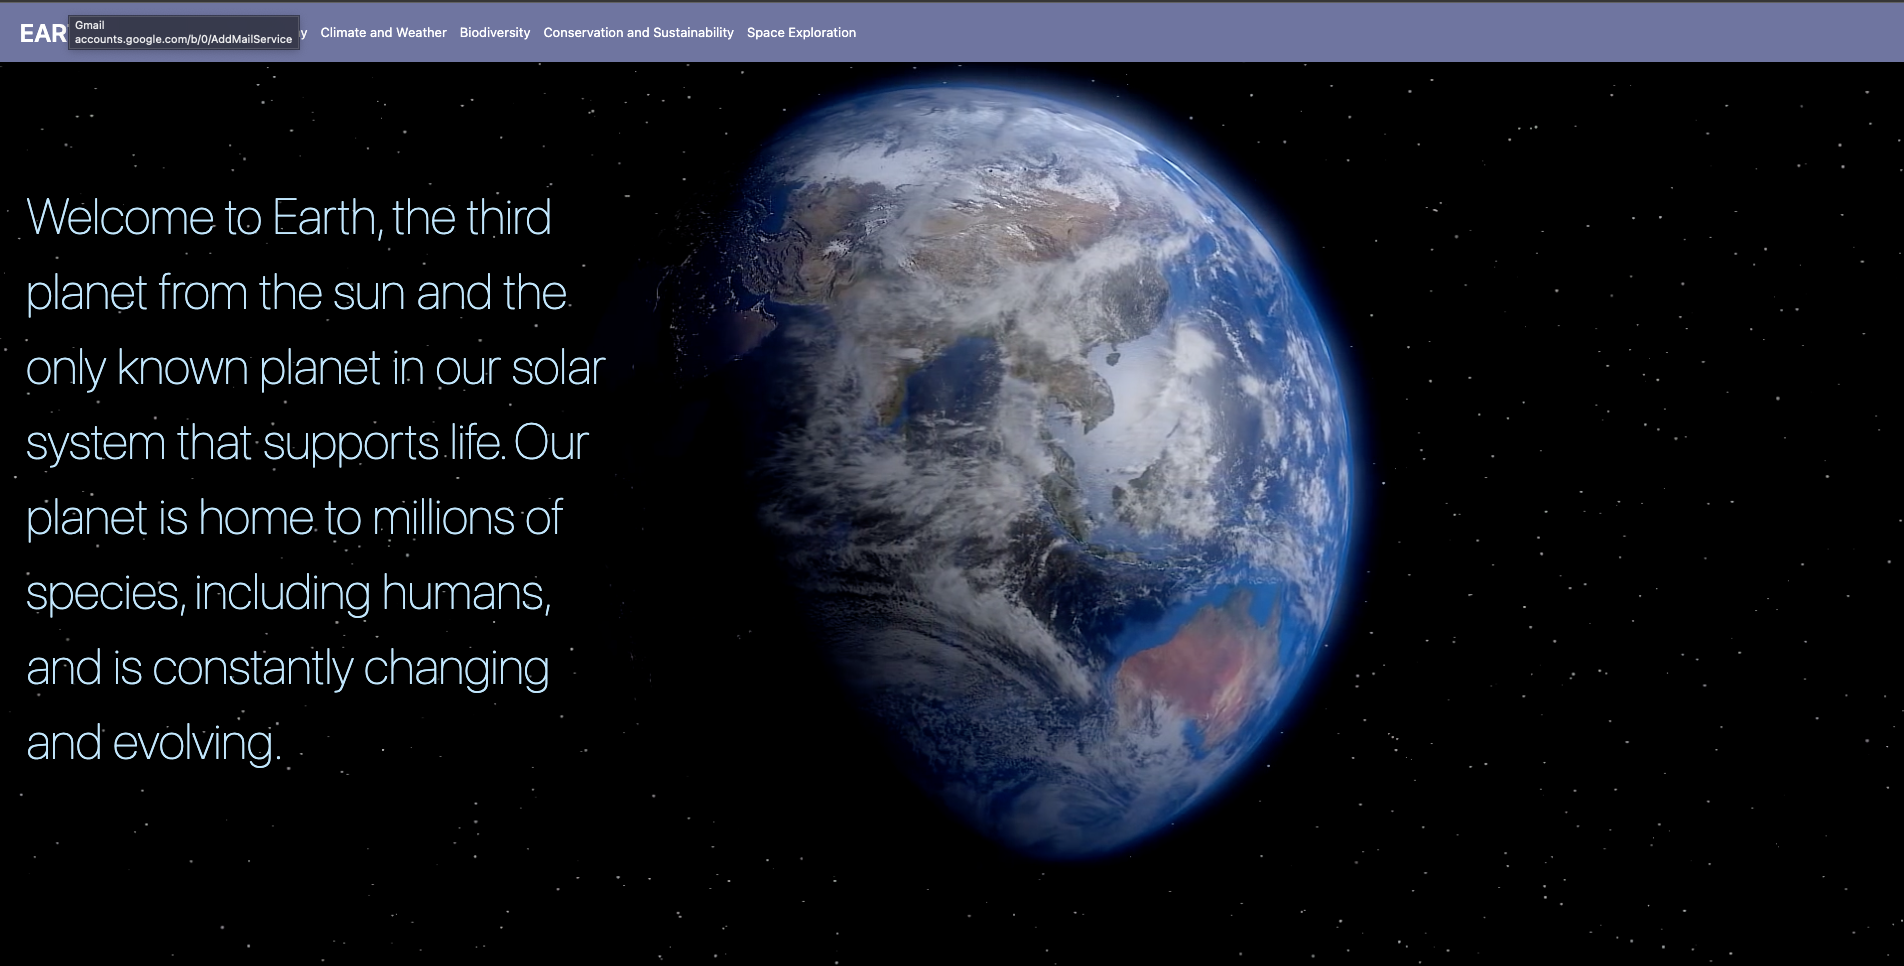 Gmail
accounts.google.com/b/0/AddMailService
EAR
y Climate and Weather Biodiversity Conservation and Sustainability Space Exploration
Welcome to Earth, the third
planet from the sun and the
only known planet in our solar
system that supports life. Our
planet is home to millions of
species, including humans,
and is constantly changing
and evolving.